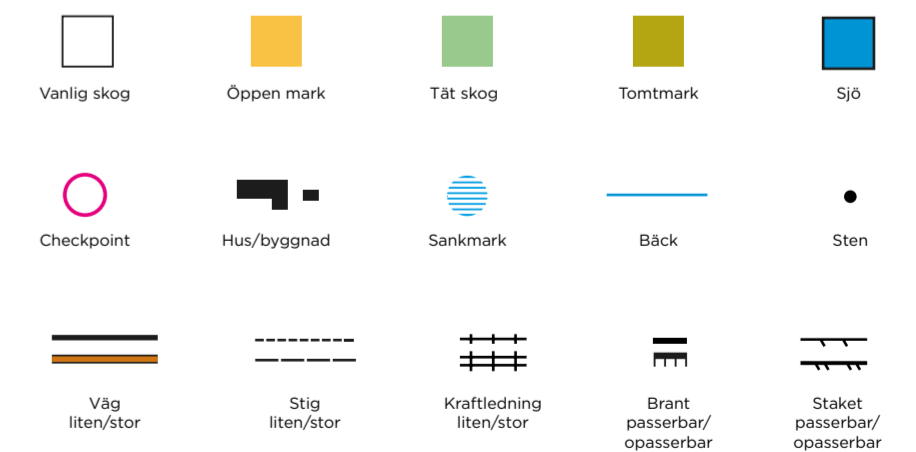 Vanlig skog
Öppen mark
Tät skog
Tomtmark
Sjö
Checkpoint
Hus/byggnad
Sankmark
Bäck
Sten
Väg
liten/stor
Stig
liten/stor
Kraftledning
liten/stor
Brant
passerbar/
opasserbar
Staket
passerbar/
opasserbar